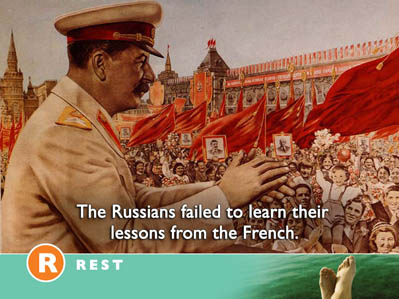 The Russians failed to learn their
lessons from the French.
R REST